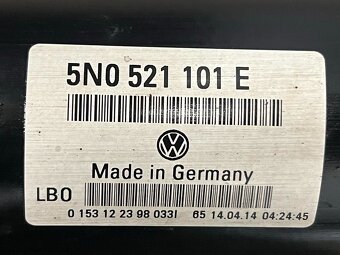 5N0 521 101 E
Made in Germany
LBO
0 153 12 23 98 033I 65 14.04.14 04:24:45